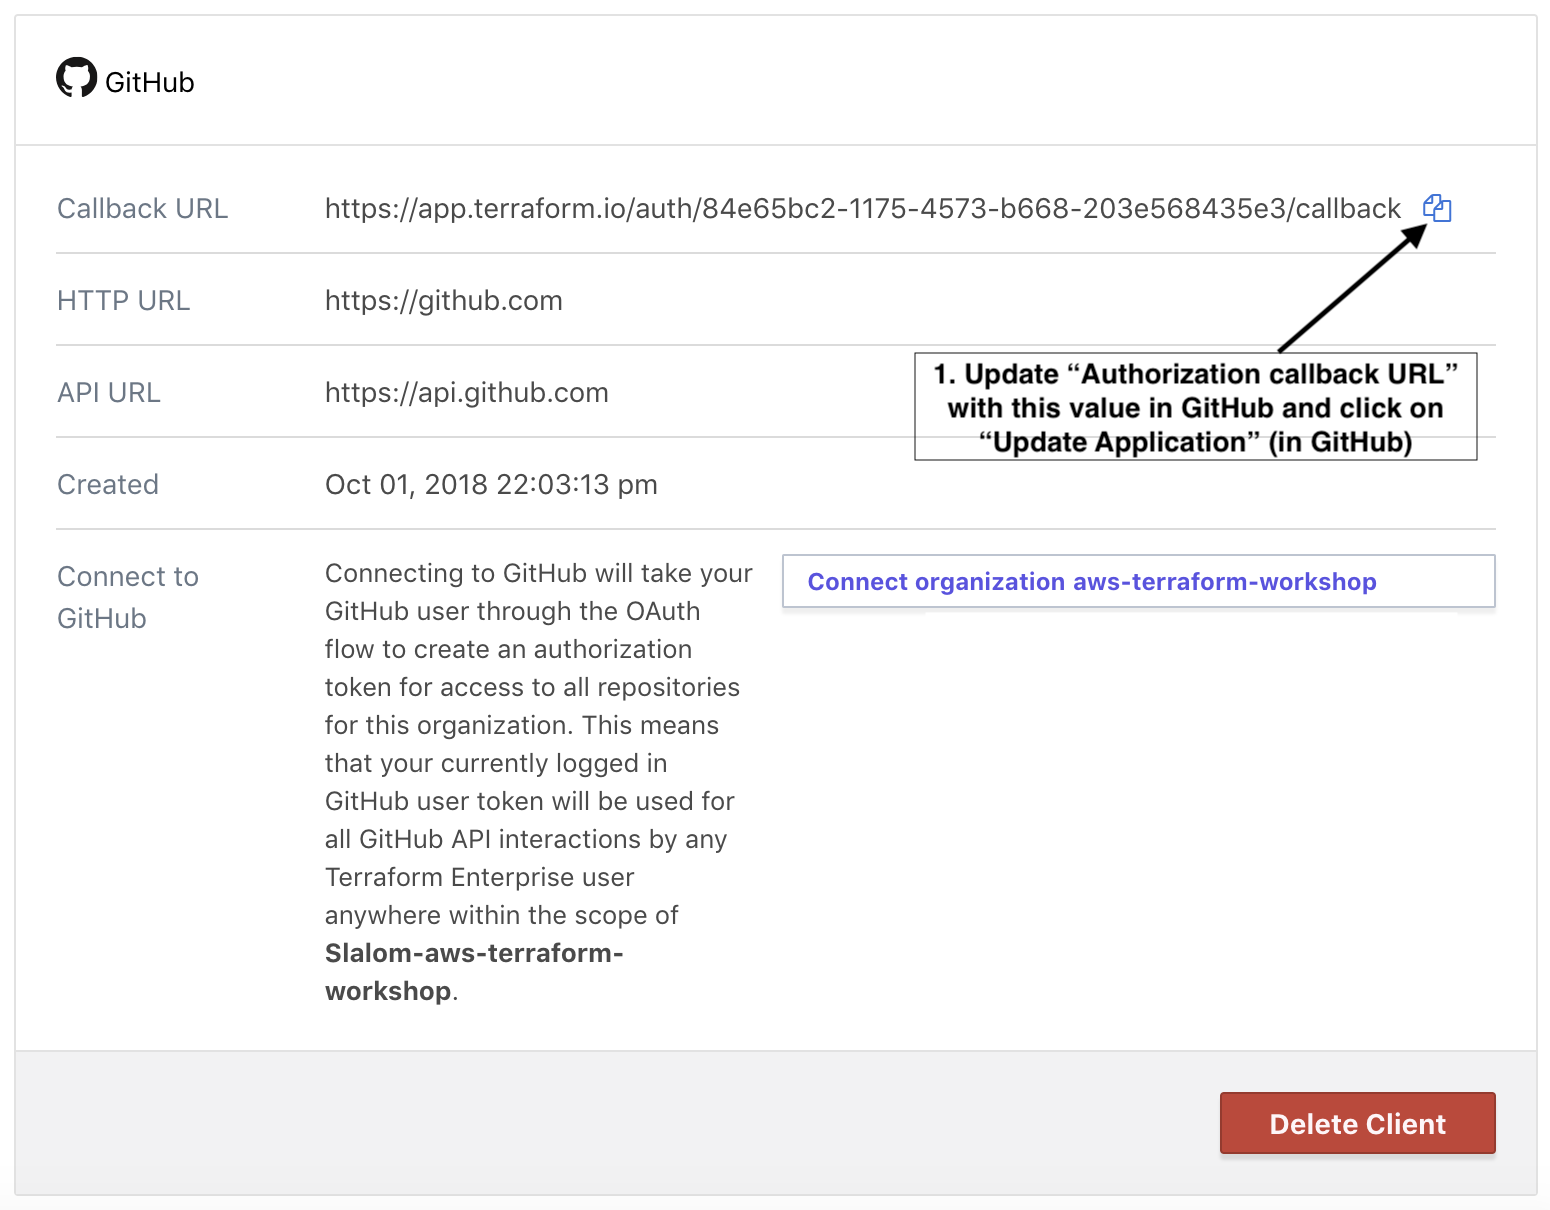 GitHub
Callback URL
https://app.terraform.io/auth/84e65bc2-1175-4573-b668-203e568435e3/callback
HTTP URL
https://github.com
API URL
https://api.github.com
1. Update “Authorization callback URL”
with this value in GitHub and click on
“Update Application” (in GitHub)
Created
Oct 01, 2018 22:03:13 pm
Connect to
GitHub
Connecting to GitHub will take your
GitHub user through the OAuth
flow to create an authorization
token for access to all repositories
for this organization. This means
that your currently logged in
GitHub user token will be used for
all GitHub API interactions by any
Terraform Enterprise user
anywhere within the scope of
Slalom-aws-terraform-
workshop.
Connect organization aws-terraform-workshop
Delete Client